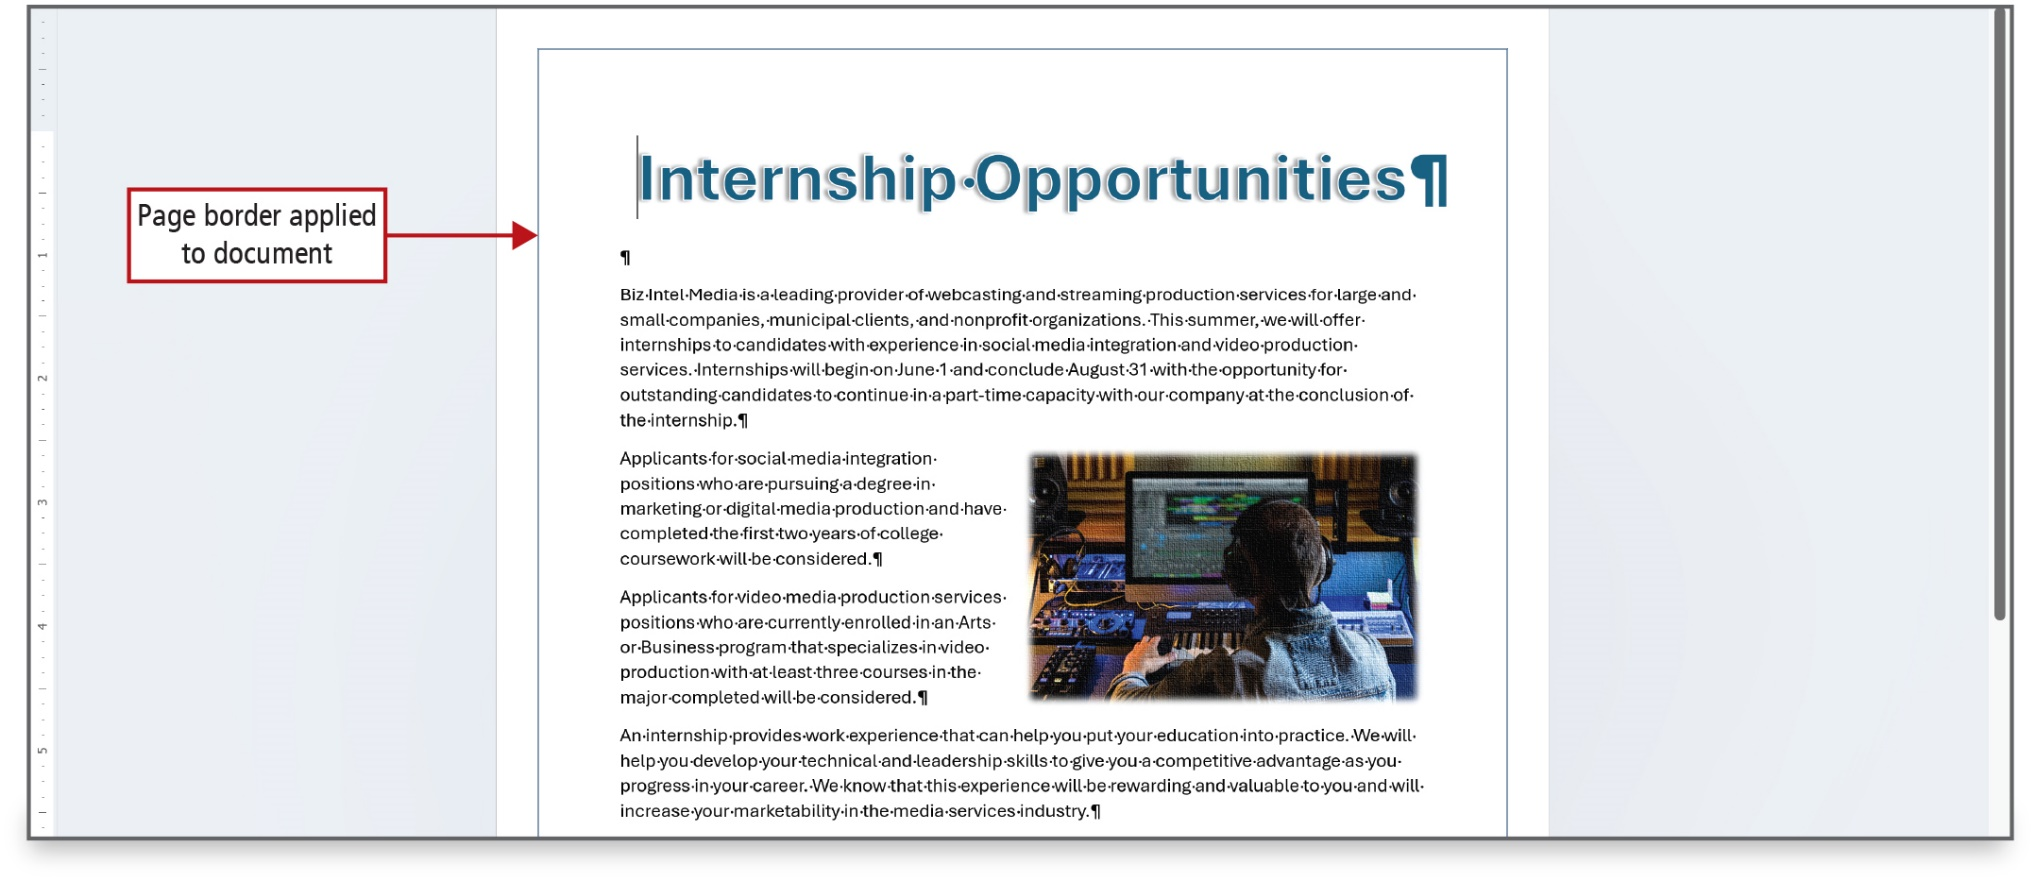 Page border applied
to document
Internship·Opportunities¶
¶
Biz·Intel·Media·is·a·leading·provider·of·webcasting·and·streaming·production·services·for·large·and·
small·companies,·municipal·clients,·and·nonprofit·organizations.·This·summer,·we·will·offer·
internships·to·candidates·with·experience·in·social·media·integration·and·video·production·
services.·Internships·will·begin·on·June·1·and·conclude·August·31·with·the·opportunity·for·
outstanding·candidates·to·continue·in·a·part-time·capacity·with·our·company·at·the·conclusion·of·
the·internship.¶
Applicants·for·social·media·integration·
positions·who·are·pursuing·a·degree·in·
marketing·or·digital·media·production·and·have·
completed·the·first·two·years·of·college·
coursework·will·be·considered.¶
Applicants·for·video·media·production·services·
positions·who·are·currently·enrolled·in·an·Arts·
or·Business·program·that·specializes·in·video·
production·with·at·least·three·courses·in·the·
major·completed·will·be·considered.¶
An·internship·provides·work·experience·that·can·help·you·put·your·education·into·practice.·We·will·
help·you·develop·your·technical·and·leadership·skills·to·give·you·a·competitive·advantage·as·you·
progress·in·your·career.·We·know·that·this·experience·will·be·rewarding·and·valuable·to·you·and·will·
increase·your·marketability·in·the·media·services·industry.¶
1
2
3
4
5